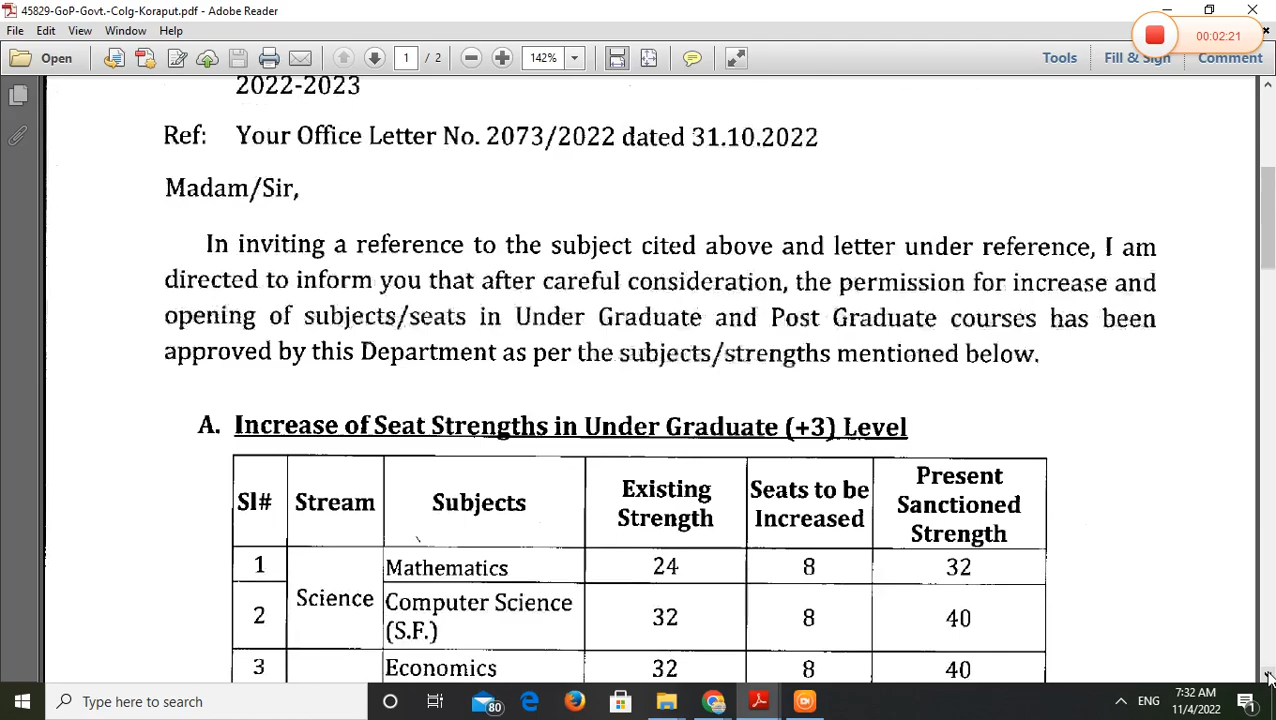 45829-GoP-Govt.-Colg-Koraput.pdf - Adobe Reader
File Edit View Window Help
00:02:21
Open 1 / 2 142% Tools Fill & Sign Comment
2022-2023
Ref: Your Office Letter No. 2073/2022 dated 31.10.2022
Madam/Sir,
In inviting a reference to the subject cited above and letter under reference, I am
directed to inform you that after careful consideration, the permission for increase and
opening of subjects/seats in Under Graduate and Post Graduate courses has been
approved by this Department as per the subjects/strengths mentioned below.
A. Increase of Seat Strengths in Under Graduate (+3) Level
Sl# Stream Subjects Existing Strength Seats to be Increased Present Sanctioned Strength
1 Science Mathematics 24 8 32
2 Computer Science (S.F.) 32 8 40
3 Economics 32 8 40
Type here to search 80 ENG 7:32 AM 11/4/2022 1